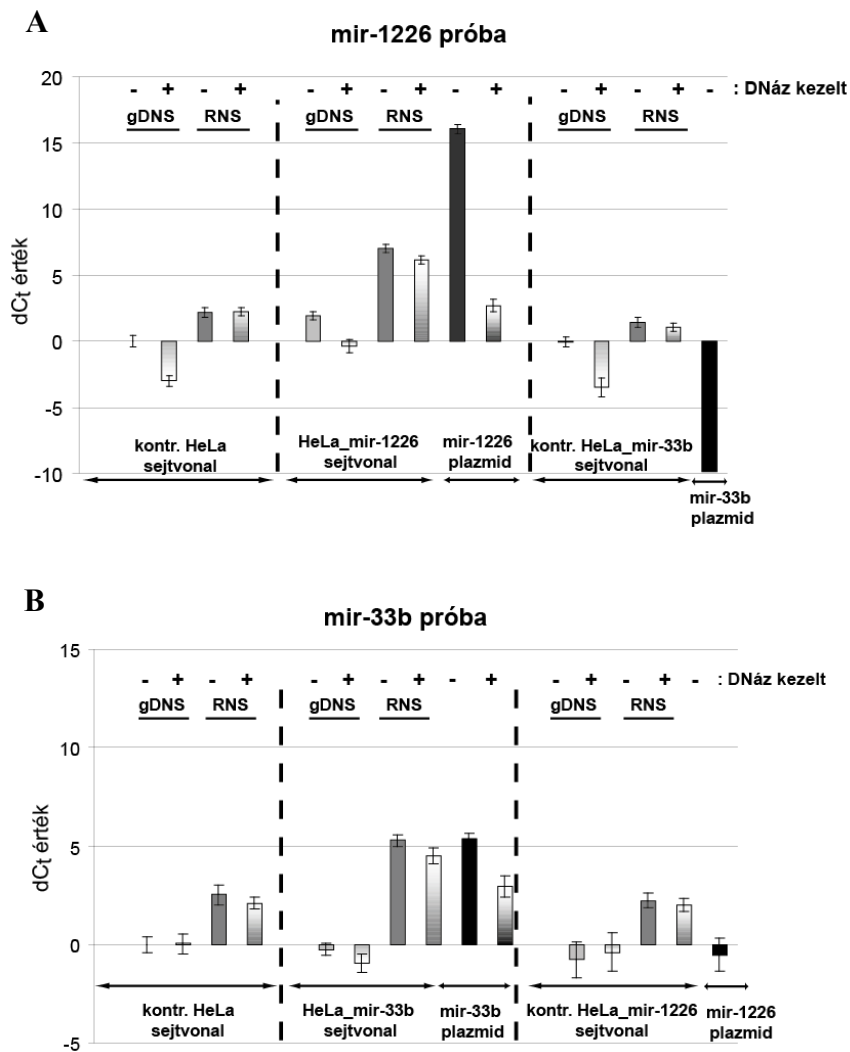 A
mir-1226 próba
20
15
10
5
0
-5
-10
dCt érték
- + - + - + - + - + - + - + - : DNáz kezelt
gDNS RNS gDNS RNS gDNS RNS
kontr. HeLa
sejtvonal
HeLa_mir-1226
sejtvonal
mir-1226
plazmid
kontr. HeLa_mir-33b
sejtvonal
mir-33b
plazmid
B
mir-33b próba
15
10
5
0
-5
dCt érték
- + - + - + - + - + - + - + - : DNáz kezelt
gDNS RNS gDNS RNS gDNS RNS
kontr. HeLa
sejtvonal
HeLa_mir-33b
sejtvonal
mir-33b
plazmid
kontr. HeLa_mir-1226
sejtvonal
mir-1226
plazmid